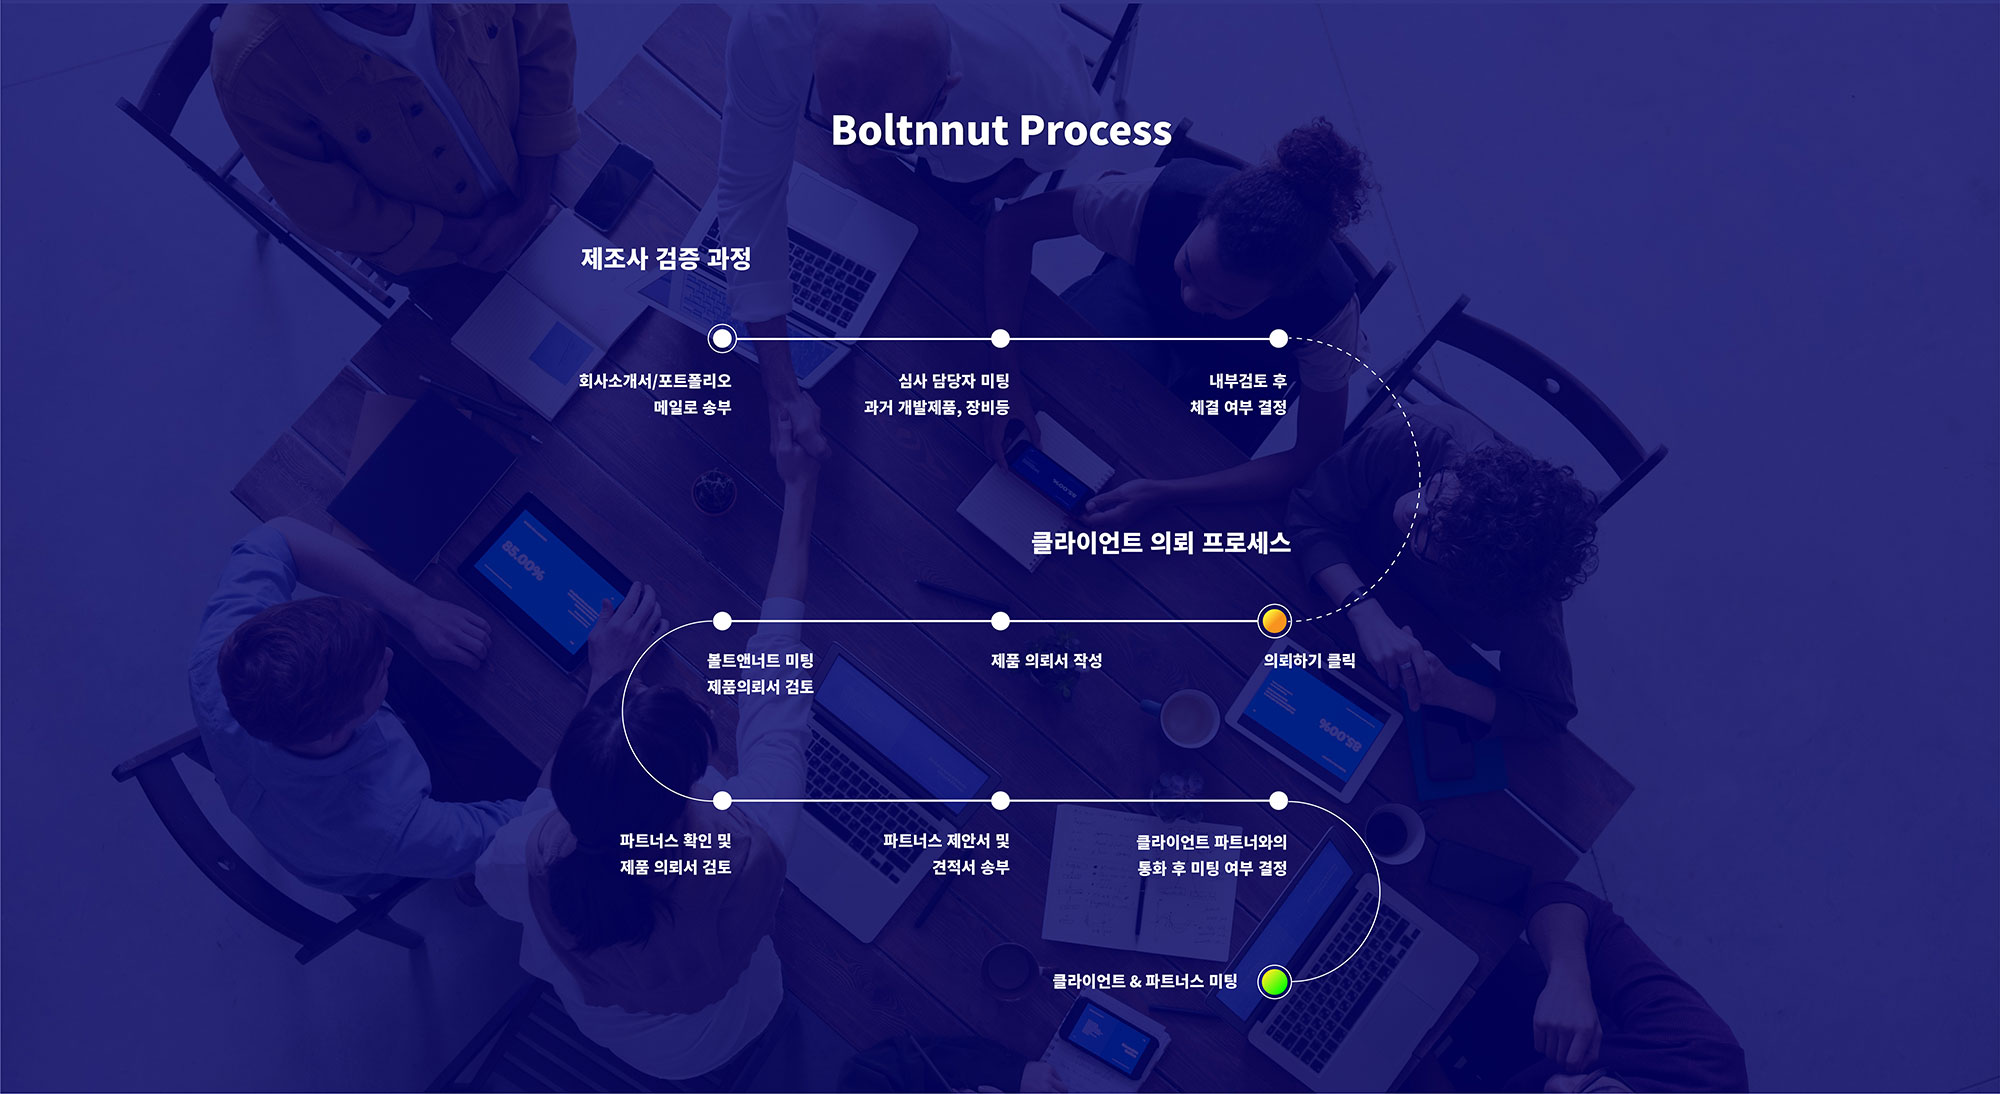 Boltnnut Process
제조사 검증 과정
회사소개서/포트폴리오
메일로 송부
심사 담당자 미팅
과거 개발제품, 장비등
내부검토 후
체결 여부 결정
클라이언트 의뢰 프로세스
의뢰하기 클릭
제품 의뢰서 작성
볼트앤너트 미팅
제품의뢰서 검토
파트너스 확인 및
제품 의뢰서 검토
파트너스 제안서 및
견적서 송부
클라이언트 파트너와의
통화 후 미팅 여부 결정
클라이언트 & 파트너스 미팅
85.00%
85.00%
85.00%